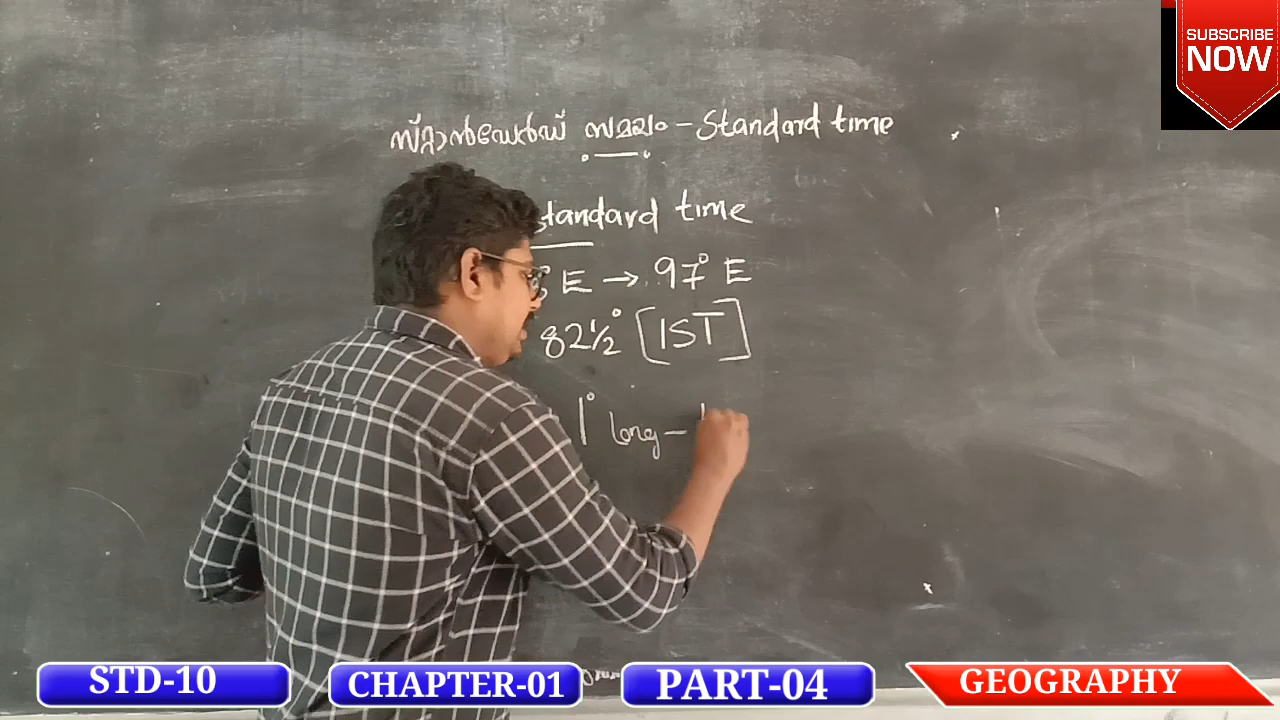 SUBSCRIBE
NOW
സ്റ്റാൻഡേർഡ് സമയം - Standard time
Standard time
° E → 97° E
82½° [IST]
1° long -
STD-10
CHAPTER-01
PART-04
GEOGRAPHY